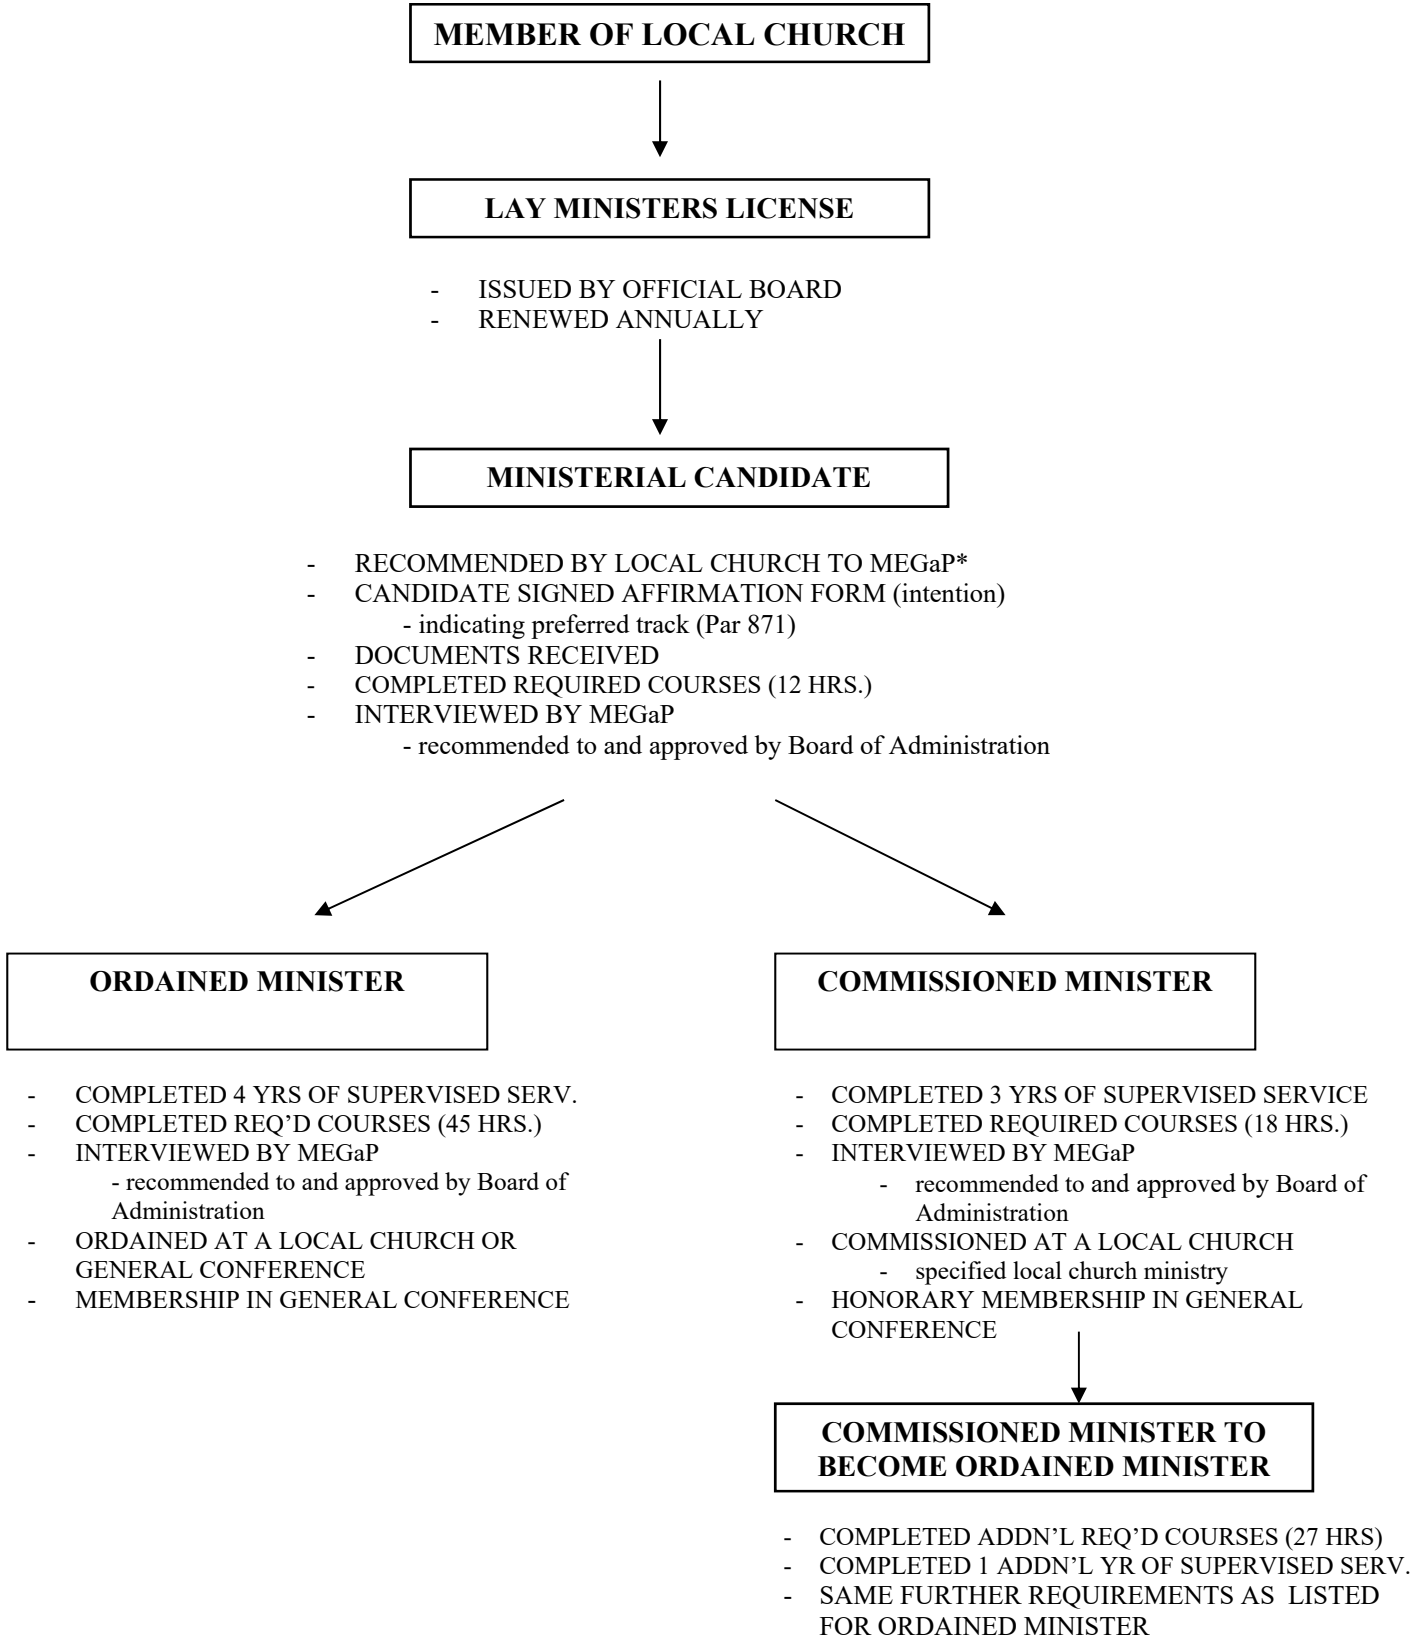 MEMBER OF LOCAL CHURCH
LAY MINISTERS LICENSE
- ISSUED BY OFFICIAL BOARD
- RENEWED ANNUALLY
MINISTERIAL CANDIDATE
- RECOMMENDED BY LOCAL CHURCH TO MEGaP*
- CANDIDATE SIGNED AFFIRMATION FORM (intention)
- indicating preferred track (Par 871)
- DOCUMENTS RECEIVED
- COMPLETED REQUIRED COURSES (12 HRS.)
- INTERVIEWED BY MEGaP
- recommended to and approved by Board of Administration
ORDAINED MINISTER
- COMPLETED 4 YRS OF SUPERVISED SERV.
- COMPLETED REQ’D COURSES (45 HRS.)
- INTERVIEWED BY MEGaP
- recommended to and approved by Board of
Administration
- ORDAINED AT A LOCAL CHURCH OR
GENERAL CONFERENCE
- MEMBERSHIP IN GENERAL CONFERENCE
COMMISSIONED MINISTER
- COMPLETED 3 YRS OF SUPERVISED SERVICE
- COMPLETED REQUIRED COURSES (18 HRS.)
- INTERVIEWED BY MEGaP
- recommended to and approved by Board of
Administration
- COMMISSIONED AT A LOCAL CHURCH
- specified local church ministry
- HONORARY MEMBERSHIP IN GENERAL
CONFERENCE
COMMISSIONED MINISTER TO
BECOME ORDAINED MINISTER
- COMPLETED ADDN’L REQ’D COURSES (27 HRS)
- COMPLETED 1 ADDN’L YR OF SUPERVISED SERV.
- SAME FURTHER REQUIREMENTS AS LISTED
FOR ORDAINED MINISTER